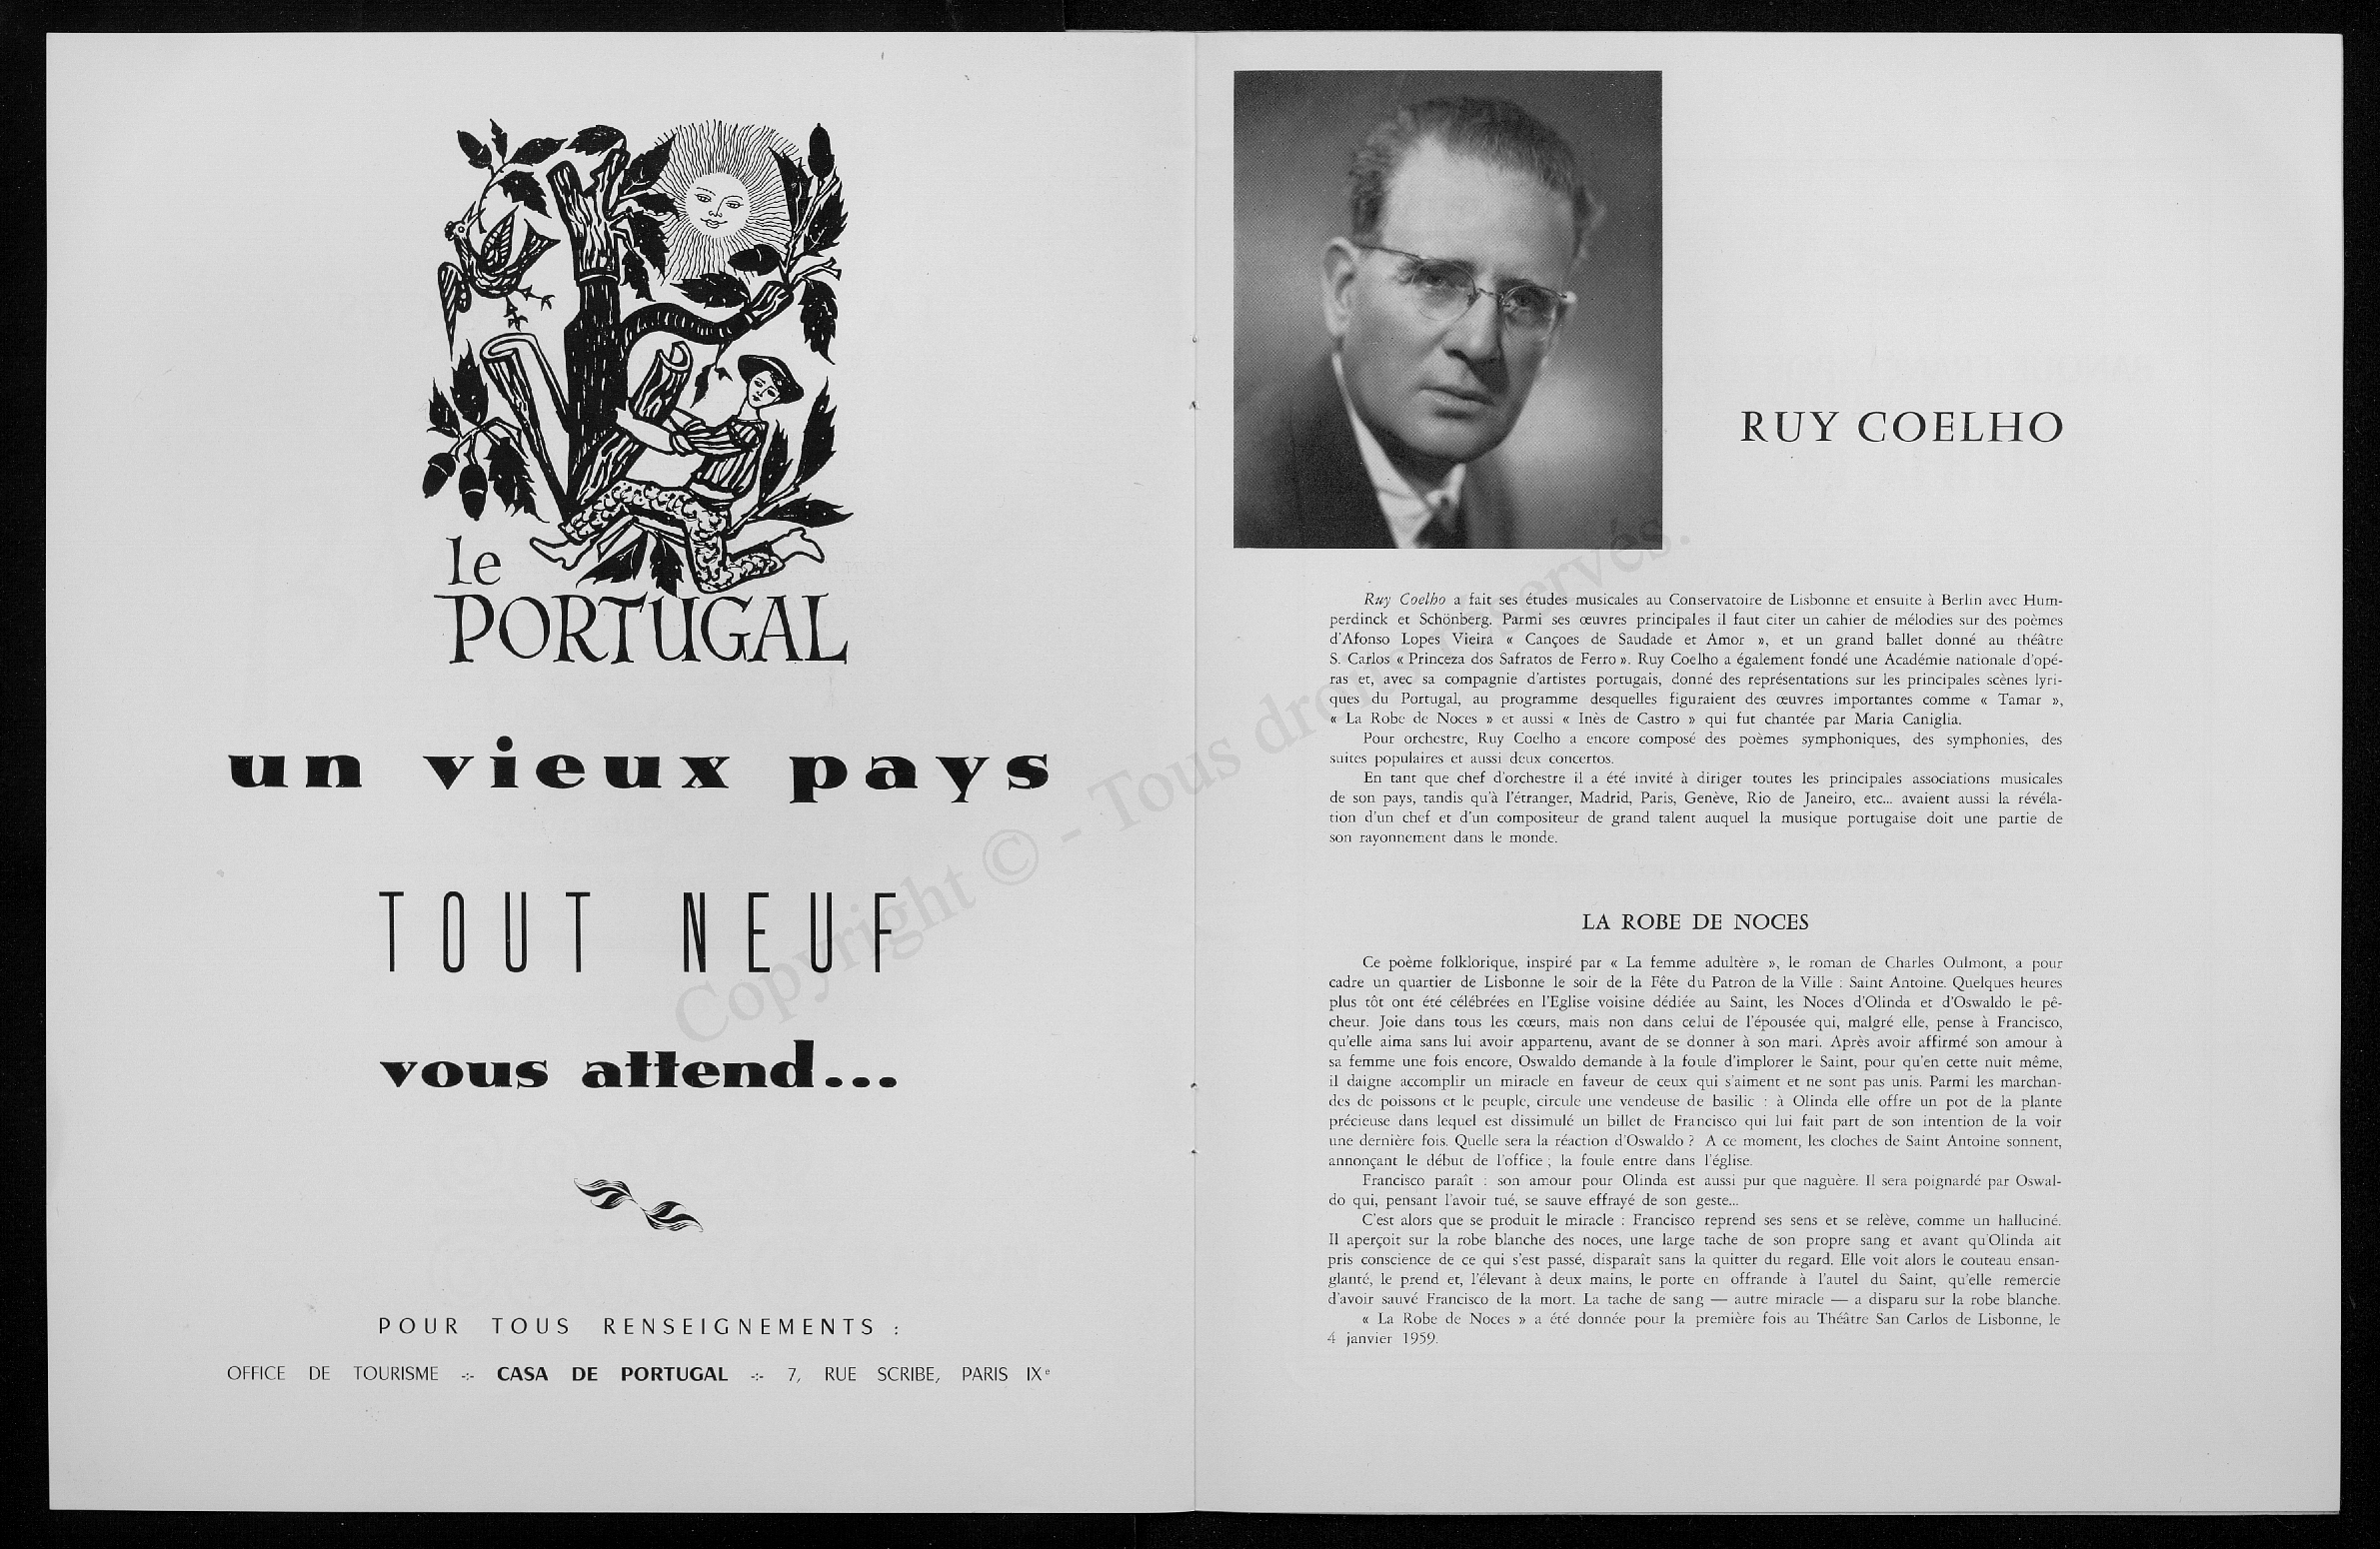 le
PORTUGAL
un vieux pays
TOUT NEUF
vous attend...
POUR TOUS RENSEIGNEMENTS :
OFFICE DE TOURISME -:- CASA DE PORTUGAL -:- 7, RUE SCRIBE, PARIS IXe
RUY COELHO
Ruy Coelho a fait ses études musicales au Conservatoire de Lisbonne et ensuite à Berlin avec Hum-
perdinck et Schönberg. Parmi ses œuvres principales il faut citer un cahier de mélodies sur des poèmes
d'Afonso Lopes Vieira « Cançoes de Saudade et Amor », et un grand ballet donné au théâtre
S. Carlos « Princeza dos Safratos de Ferro ». Ruy Coelho a également fondé une Académie nationale d'opé-
ras et, avec sa compagnie d'artistes portugais, donné des représentations sur les principales scènes lyri-
ques du Portugal, au programme desquelles figuraient des œuvres importantes comme « Tamar »,
« La Robe de Noces » et aussi « Inès de Castro » qui fut chantée par Maria Caniglia.
Pour orchestre, Ruy Coelho a encore composé des poèmes symphoniques, des symphonies, des
suites populaires et aussi deux concertos.
En tant que chef d'orchestre il a été invité à diriger toutes les principales associations musicales
de son pays, tandis qu'à l'étranger, Madrid, Paris, Genève, Rio de Janeiro, etc... avaient aussi la révéla-
tion d'un chef et d'un compositeur de grand talent auquel la musique portugaise doit une partie de
son rayonnement dans le monde.
LA ROBE DE NOCES
Ce poème folklorique, inspiré par « La femme adultère », le roman de Charles Oulmont, a pour
cadre un quartier de Lisbonne le soir de la Fête du Patron de la Ville : Saint Antoine. Quelques heures
plus tôt ont été célébrées en l'Eglise voisine dédiée au Saint, les Noces d'Olinda et d'Oswaldo le pê-
cheur. Joie dans tous les cœurs, mais non dans celui de l'épousée qui, malgré elle, pense à Francisco,
qu'elle aima sans lui avoir appartenu, avant de se donner à son mari. Après avoir affirmé son amour à
sa femme une fois encore, Oswaldo demande à la foule d'implorer le Saint, pour qu'en cette nuit même,
il daigne accomplir un miracle en faveur de ceux qui s'aiment et ne sont pas unis. Parmi les marchan-
des de poissons et le peuple, circule une vendeuse de basilic : à Olinda elle offre un pot de la plante
précieuse dans lequel est dissimulé un billet de Francisco qui lui fait part de son intention de la voir
une dernière fois. Quelle sera la réaction d'Oswaldo ? A ce moment, les cloches de Saint Antoine sonnent,
annonçant le début de l'office ; la foule entre dans l'église.
Francisco paraît : son amour pour Olinda est aussi pur que naguère. Il sera poignardé par Oswal-
do qui, pensant l'avoir tué, se sauve effrayé de son geste...
C'est alors que se produit le miracle : Francisco reprend ses sens et se relève, comme un halluciné.
Il aperçoit sur la robe blanche des noces, une large tache de son propre sang et avant qu'Olinda ait
pris conscience de ce qui s'est passé, disparaît sans la quitter du regard. Elle voit alors le couteau ensan-
glanté, le prend et, l'élevant à deux mains, le porte en offrande à l'autel du Saint, qu'elle remercie
d'avoir sauvé Francisco de la mort. La tache de sang — autre miracle — a disparu sur la robe blanche.
« La Robe de Noces » a été donnée pour la première fois au Théâtre San Carlos de Lisbonne, le
4 janvier 1959.
Copyright © - Tous droits réservés.